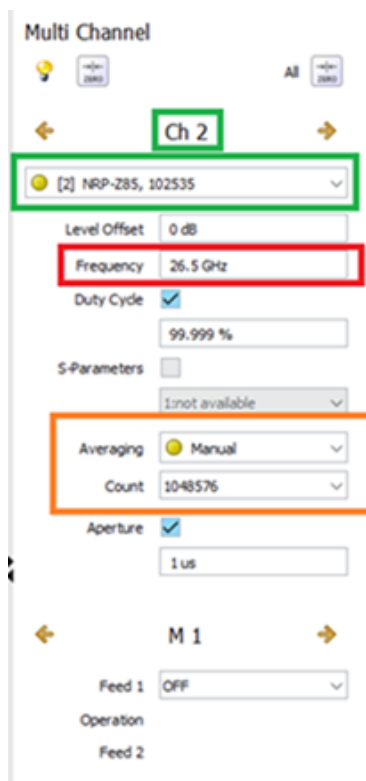 Multi Channel
ZERO All ZERO
Ch 2
[2] NRP-Z85, 102535
Level Offset 0 dB
Frequency 26.5 GHz
Duty Cycle
99.999 %
S-Parameters
1:not available
Averaging Manual
Count 1048576
Aperture
1 us
M 1
Feed 1 OFF
Operation
Feed 2